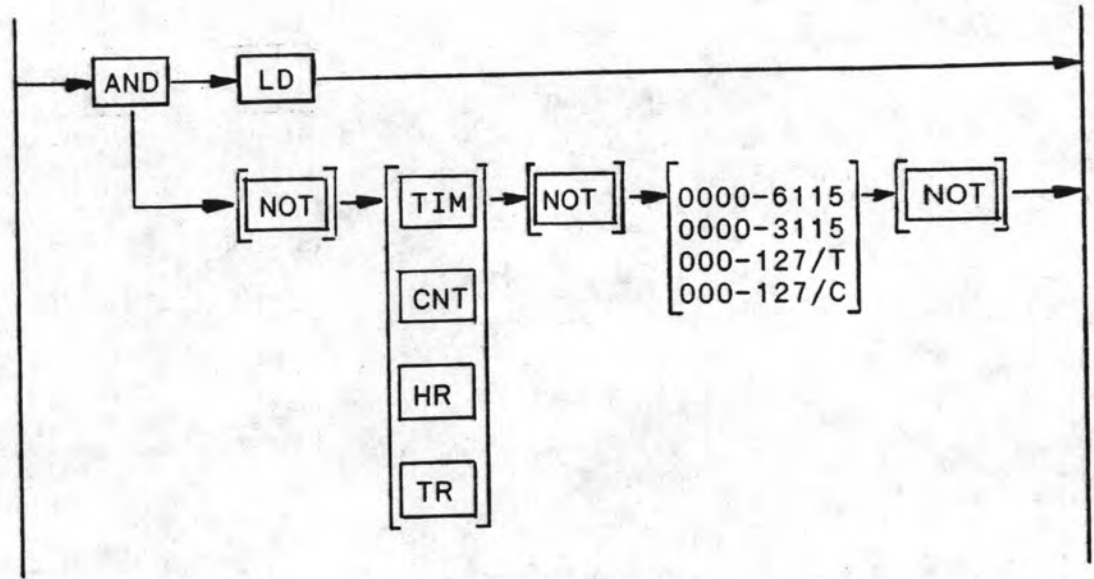 AND LD
NOT TIM NOT 0000-6115 NOT
0000-3115
000-127/T
CNT 000-127/C
HR
TR